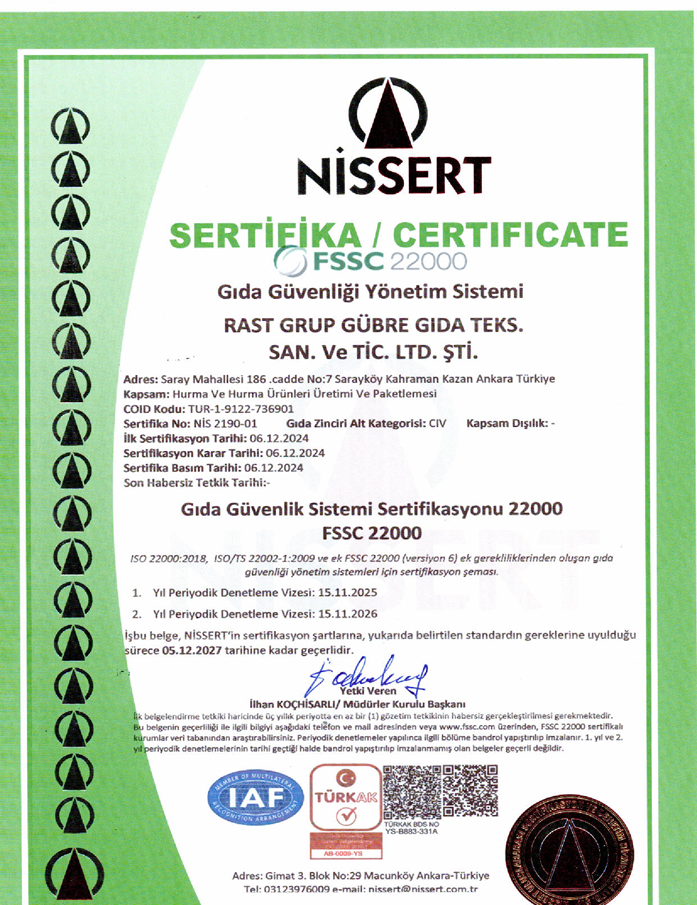 NİSSERT
SERTİFİKA / CERTIFICATE
FSSC 22000
Gıda Güvenliği Yönetim Sistemi
RAST GRUP GÜBRE GIDA TEKS.
SAN. Ve TİC. LTD. ŞTİ.
Adres: Saray Mahallesi 186 .cadde No:7 Sarayköy Kahraman Kazan Ankara Türkiye
Kapsam: Hurma Ve Hurma Ürünleri Üretimi Ve Paketlemesi
COID Kodu: TUR-1-9122-736901
Sertifika No: NİS 2190-01 Gıda Zinciri Alt Kategorisi: CIV Kapsam Dışılık: -
İlk Sertifikasyon Tarihi: 06.12.2024
Sertifikasyon Karar Tarihi: 06.12.2024
Sertifika Basım Tarihi: 06.12.2024
Son Habersiz Tetkik Tarihi:-
Gıda Güvenlik Sistemi Sertifikasyonu 22000
FSSC 22000
ISO 22000:2018, ISO/TS 22002-1:2009 ve ek FSSC 22000 (versiyon 6) ek gerekliliklerinden oluşan gıda
güvenliği yönetim sistemleri için sertifikasyon şeması.
1. Yıl Periyodik Denetleme Vizesi: 15.11.2025
2. Yıl Periyodik Denetleme Vizesi: 15.11.2026
İşbu belge, NİSSERT'in sertifikasyon şartlarına, yukarıda belirtilen standardın gereklerine uyulduğu
sürece 05.12.2027 tarihine kadar geçerlidir.
Yetki Veren
İlhan KOÇHİSARLI/ Müdürler Kurulu Başkanı
İlk belgelendirme tetkiki haricinde üç yıllık periyotta en az bir (1) gözetim tetkikinin habersiz gerçekleştirilmesi gerekmektedir.
Bu belgenin geçerliliği ile ilgili bilgiyi aşağıdaki telefon ve mail adresinden veya www.fssc.com üzerinden, FSSC 22000 sertifikalı
kurumlar veri tabanından araştırabilirsiniz. Periyodik denetlemeler yapılınca ilgili bölüme bandrol yapıştırılıp imzalanır. 1. yıl ve 2.
yıl periyodik denetlemelerinin tarihi geçtiği halde bandrol yapıştırılıp imzalanmamış olan belgeler geçerli değildir.
MEMBER OF MULTILATERAL
IAF
RECOGNITION ARRANGEMENT
TÜRKAK
AB-0009-YS
TÜRKAK BDS NO
YS-B883-331A
Adres: Gimat 3. Blok No:29 Macunköy Ankara-Türkiye
Tel: 03123976009 e-mail: nissert@nissert.com.tr